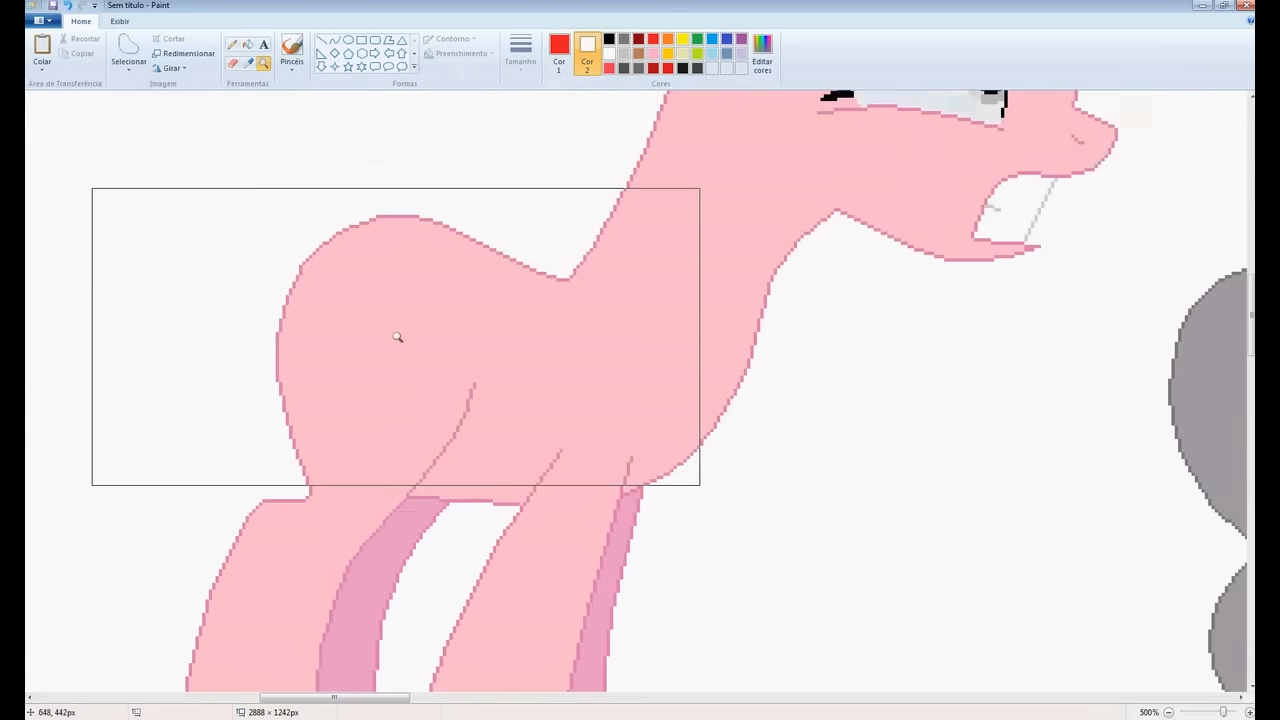 Sem título - Paint
Home Exibir
Colar
Recortar
Copiar
Área de Transferência
Selecionar
Cortar
Redimensionar
Girar
Imagem
A
Ferramentas
Pincéis
Contorno
Preenchimento
Formas
Tamanho
Cor 1
Cor 2
Editar cores
Cores
648, 442px
2888 × 1242px
500%